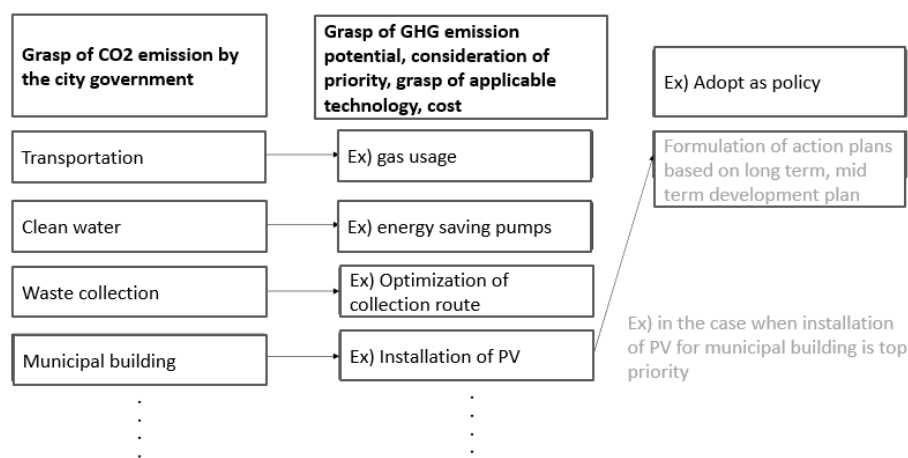 Grasp of CO2 emission by
the city government
Grasp of GHG emission
potential, consideration of
priority, grasp of applicable
technology, cost
Ex) Adopt as policy
Transportation
Ex) gas usage
Formulation of action plans
based on long term, mid
term development plan
Clean water
Ex) energy saving pumps
Waste collection
Ex) Optimization of
collection route
Ex) in the case when installation
of PV for municipal building is top
priority
Municipal building
Ex) Installation of PV